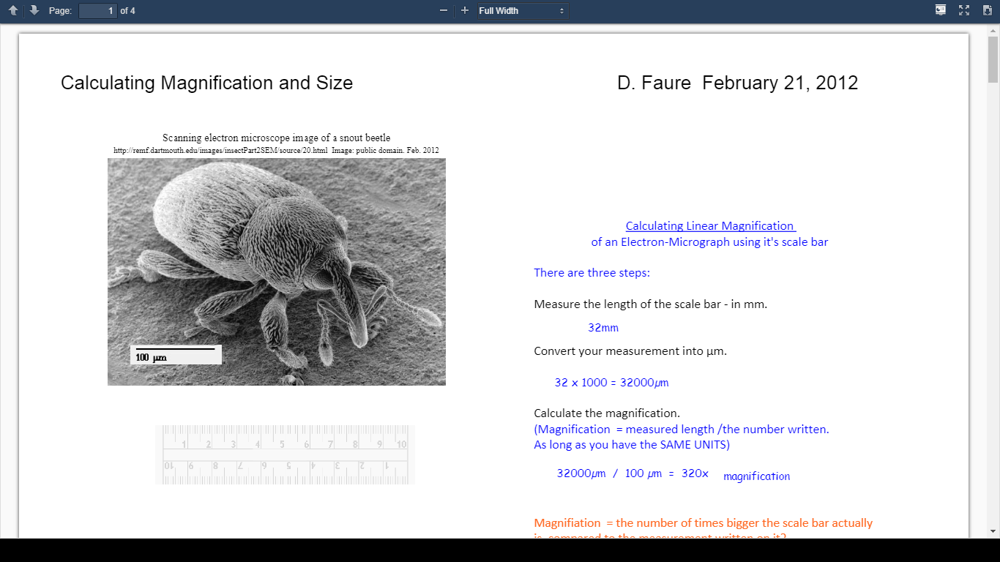 Page: 1 of 4 Full Width
Calculating Magnification and Size
D. Faure February 21, 2012
Scanning electron microscope image of a snout beetle
http://remf.dartmouth.edu/images/insectPart2SEM/source/20.html Image: public domain. Feb. 2012
100 µm
1 2 3 4 5 6 7 8 9 10
10 9 8 7 6 5 4 3 2 1
Calculating Linear Magnification
of an Electron-Micrograph using it's scale bar
There are three steps:
Measure the length of the scale bar - in mm.
32mm
Convert your measurement into µm.
32 x 1000 = 32000µm
Calculate the magnification.
(Magnification = measured length /the number written.
As long as you have the SAME UNITS)
32000µm / 100 µm = 320x magnification
Magnifiation = the number of times bigger the scale bar actually
is, compared to the measurement written on it?